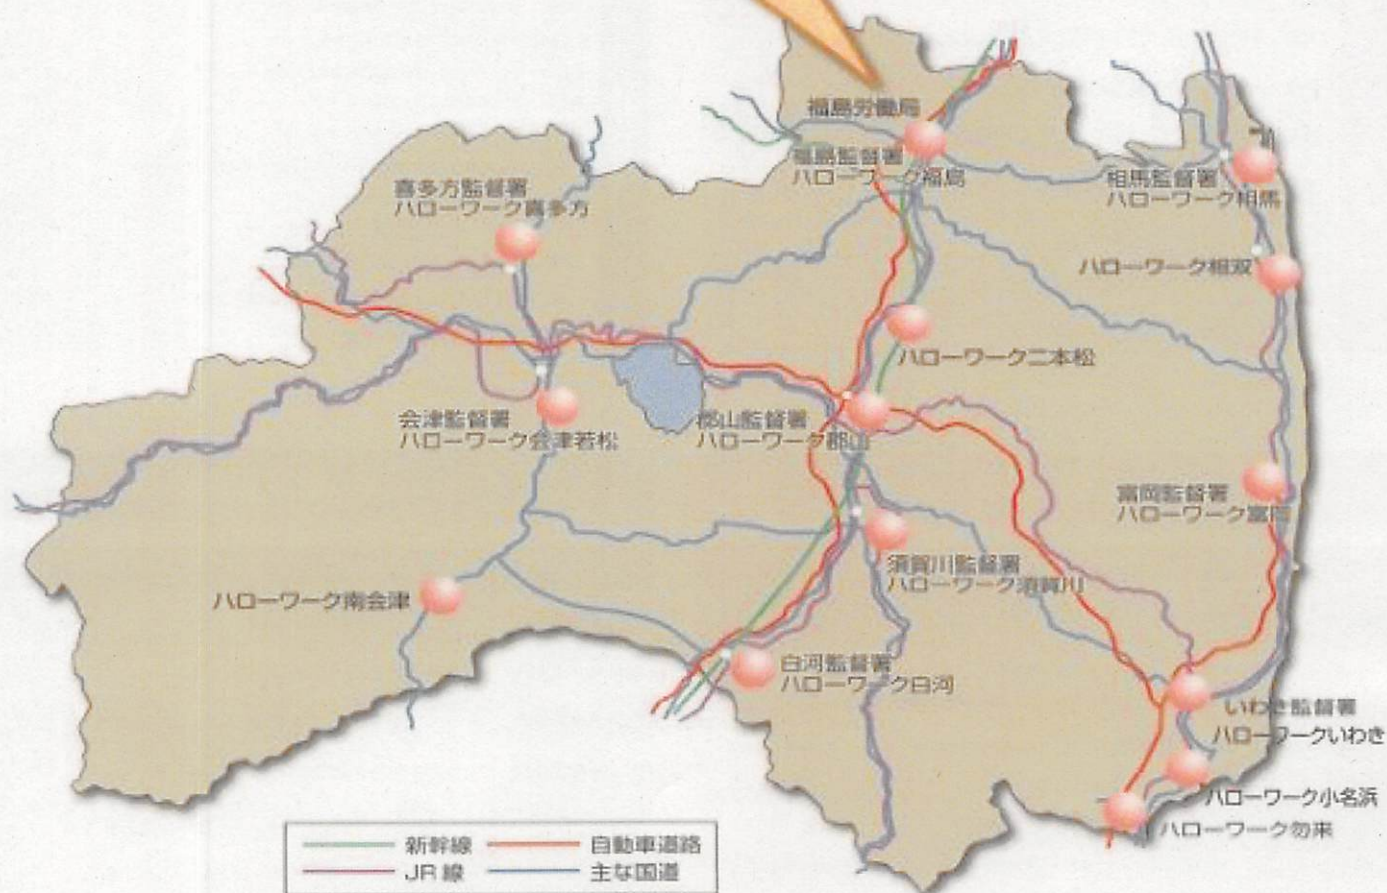 福島労働局
福島監督署
ハローワーク福島
喜多方監督署
ハローワーク喜多方
相馬監督署
ハローワーク相馬
ハローワーク相双
ハローワーク二本松
会津監督署
ハローワーク会津若松
郡山監督署
ハローワーク郡山
富岡監督署
ハローワーク富岡
須賀川監督署
ハローワーク須賀川
ハローワーク南会津
白河監督署
ハローワーク白河
いわき監督署
ハローワークいわき
ハローワーク小名浜
ハローワーク勿来
新幹線
自動車道路
JR線
主な国道